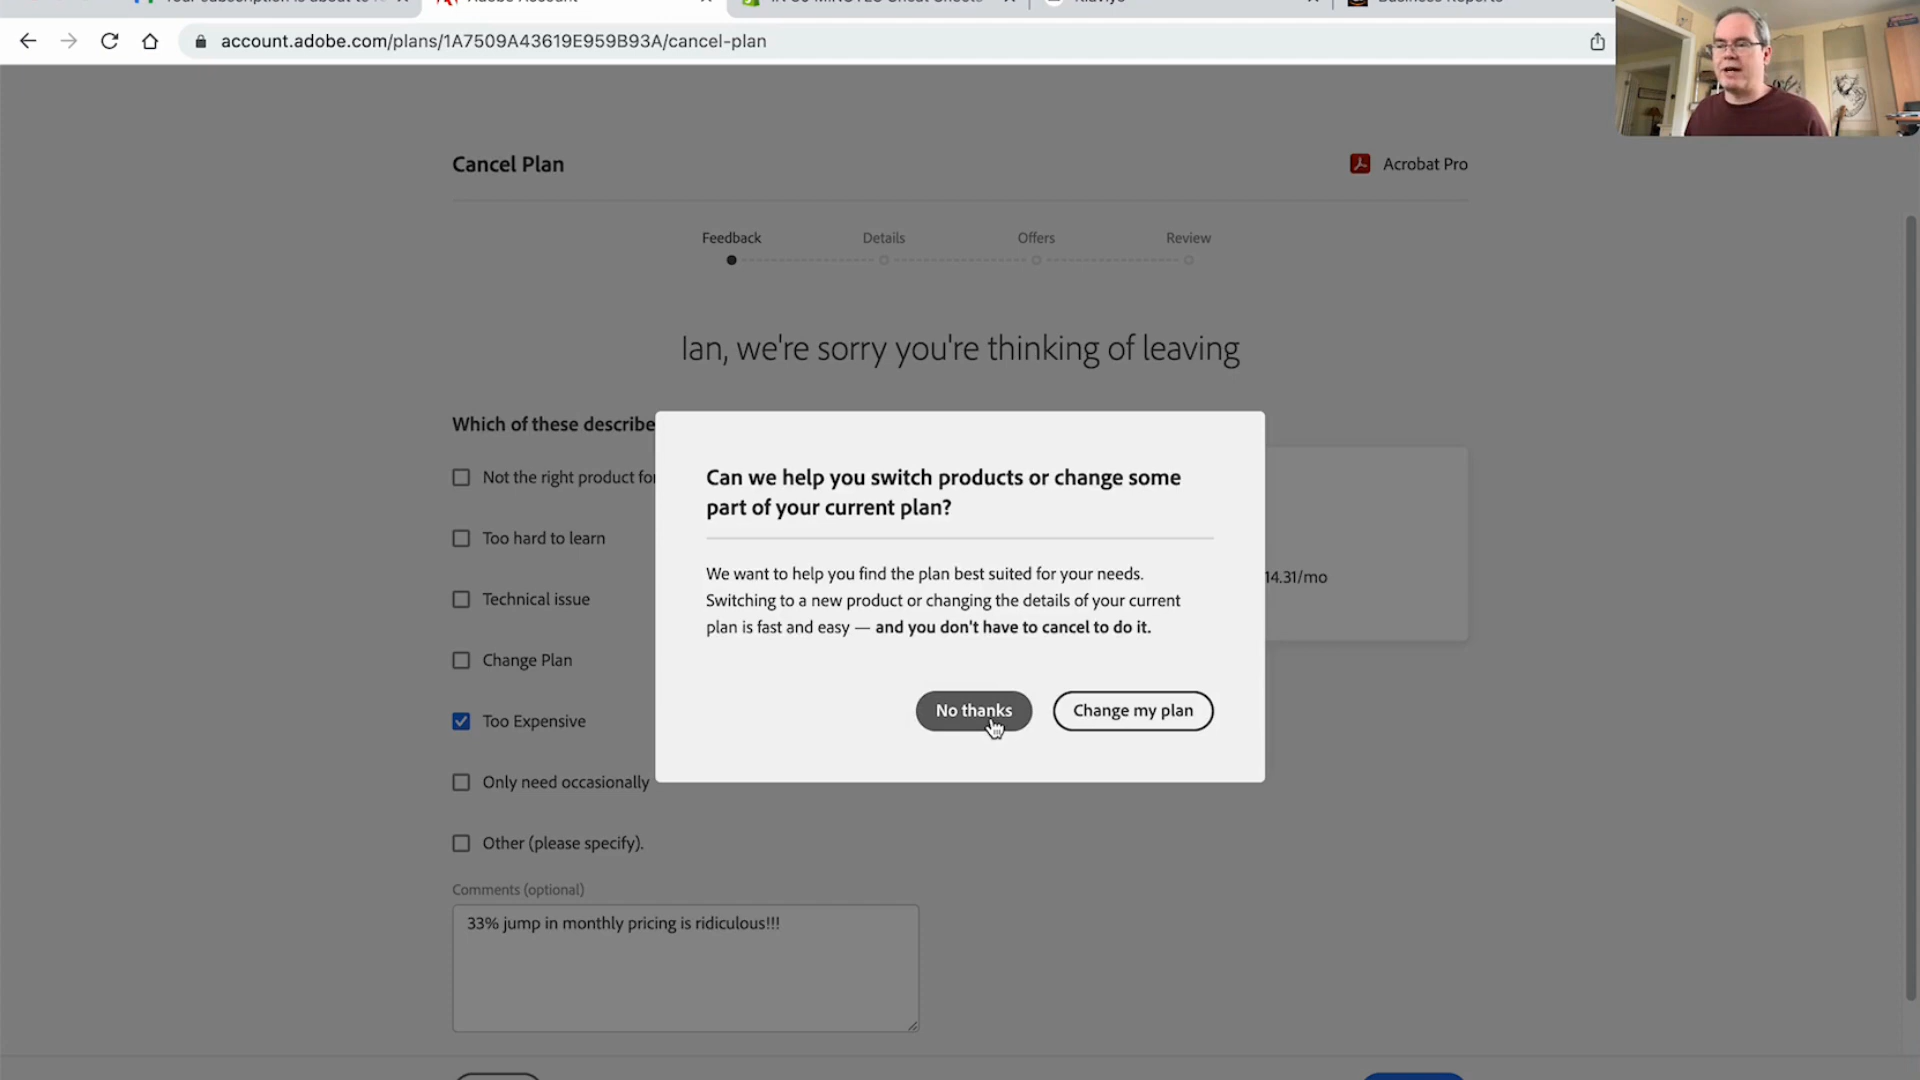 account.adobe.com/plans/1A7509A43619E959B93A/cancel-plan
Cancel Plan
Acrobat Pro
Feedback
Details
Offers
Review
Ian, we're sorry you're thinking of leaving
Which of these describe
Not the right product for
Too hard to learn
Technical issue
Change Plan
Too Expensive
Only need occasionally
Other (please specify).
Comments (optional)
33% jump in monthly pricing is ridiculous!!!
14.31/mo
Can we help you switch products or change some
part of your current plan?
We want to help you find the plan best suited for your needs.
Switching to a new product or changing the details of your current
plan is fast and easy — and you don't have to cancel to do it.
No thanks
Change my plan